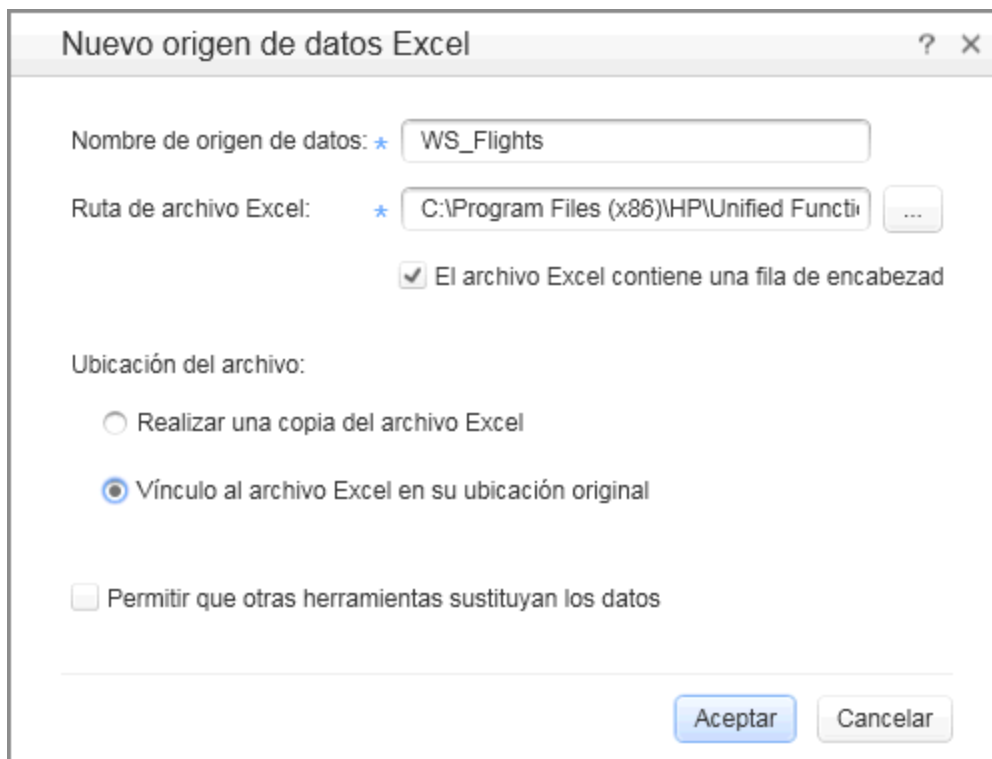 Nuevo origen de datos Excel ? ×
Nombre de origen de datos: * WS_Flights
Ruta de archivo Excel: * C:\Program Files (x86)\HP\Unified Functi ...
El archivo Excel contiene una fila de encabezad
Ubicación del archivo:
Realizar una copia del archivo Excel
Vínculo al archivo Excel en su ubicación original
Permitir que otras herramientas sustituyan los datos
Aceptar Cancelar